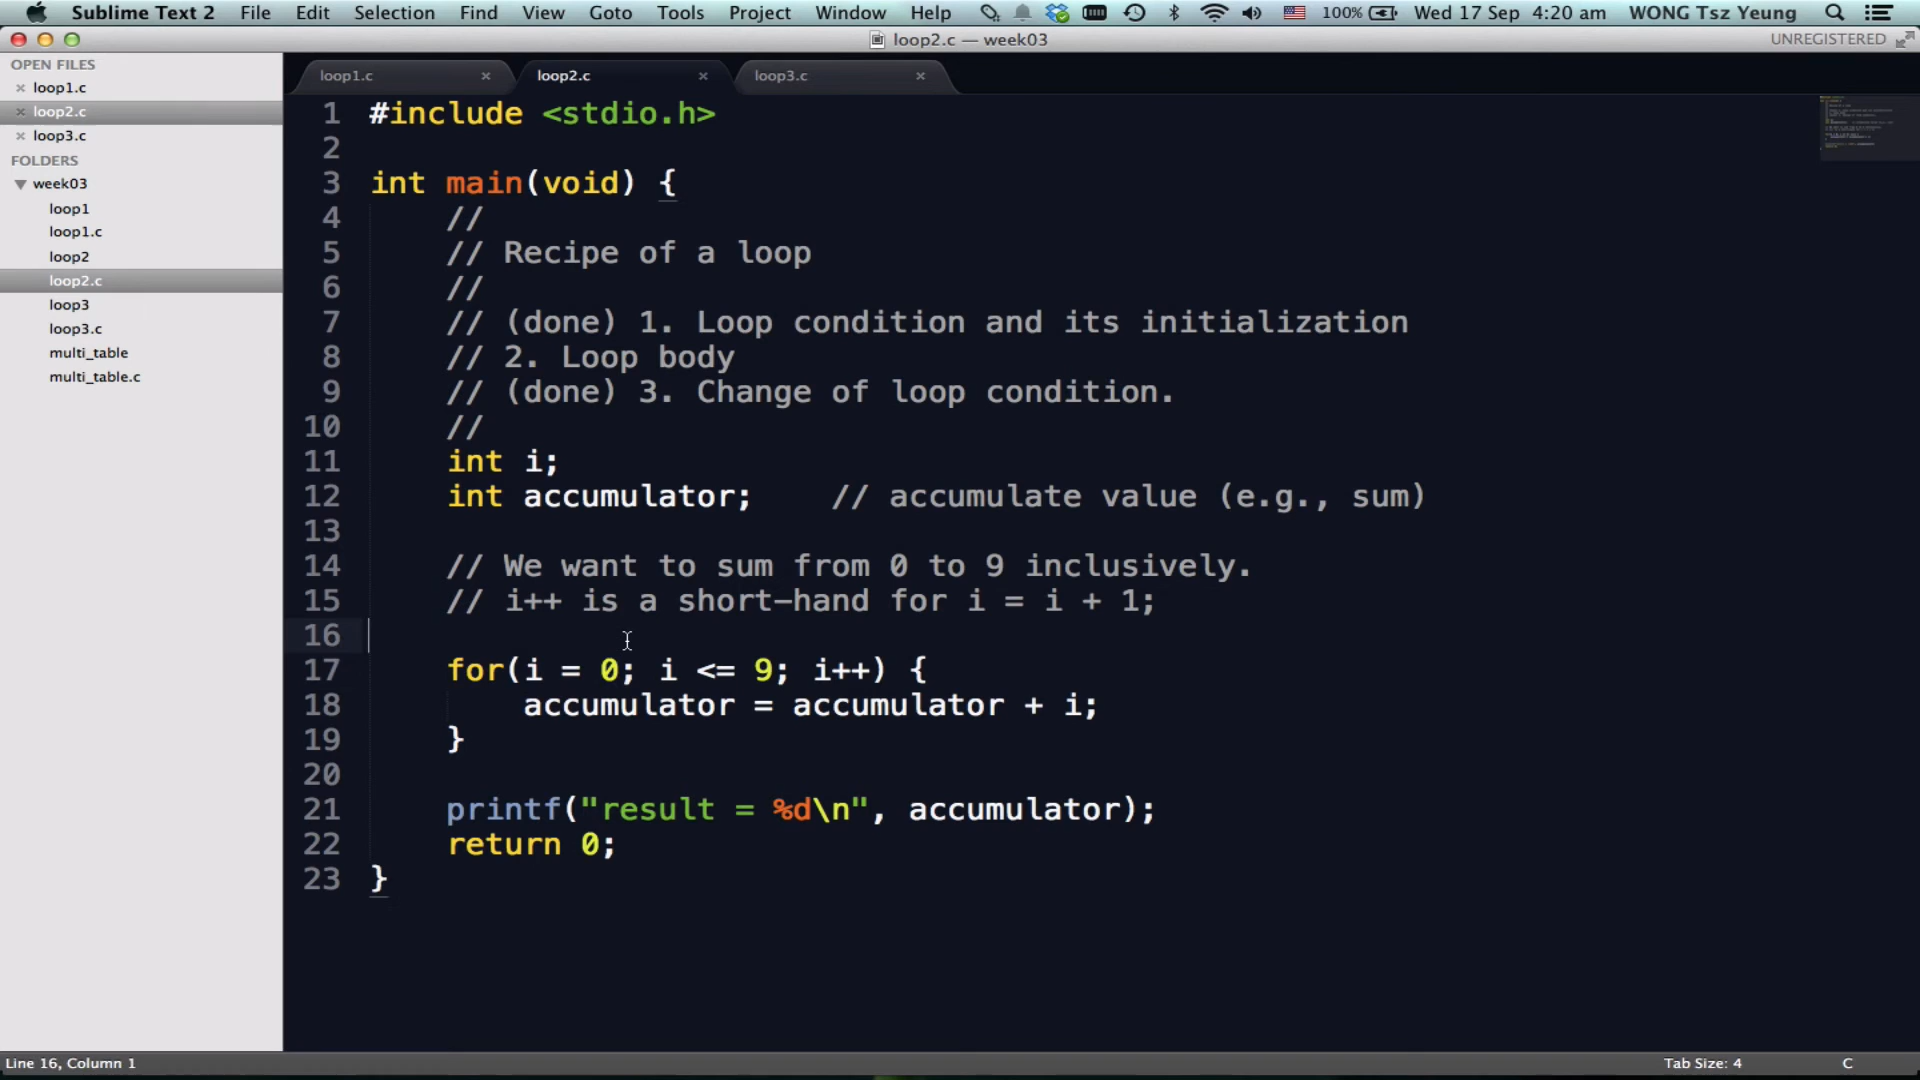 Sublime Text 2 File Edit Selection Find View Goto Tools Project Window Help 100% Wed 17 Sep 4:20 am WONG Tsz Yeung
loop2.c — week03 UNREGISTERED
OPEN FILES
loop1.c
loop2.c
loop3.c
FOLDERS
week03
loop1
loop1.c
loop2
loop2.c
loop3
loop3.c
multi_table
multi_table.c
loop1.c loop2.c loop3.c
1 #include <stdio.h>
2
3 int main(void) {
4 //
5 // Recipe of a loop
6 //
7 // (done) 1. Loop condition and its initialization
8 // 2. Loop body
9 // (done) 3. Change of loop condition.
10 //
11 int i;
12 int accumulator; // accumulate value (e.g., sum)
13
14 // We want to sum from 0 to 9 inclusively.
15 // i++ is a short-hand for i = i + 1;
16
17 for(i = 0; i <= 9; i++) {
18 accumulator = accumulator + i;
19 }
20
21 printf("result = %d\n", accumulator);
22 return 0;
23 }
Line 16, Column 1 Tab Size: 4 C